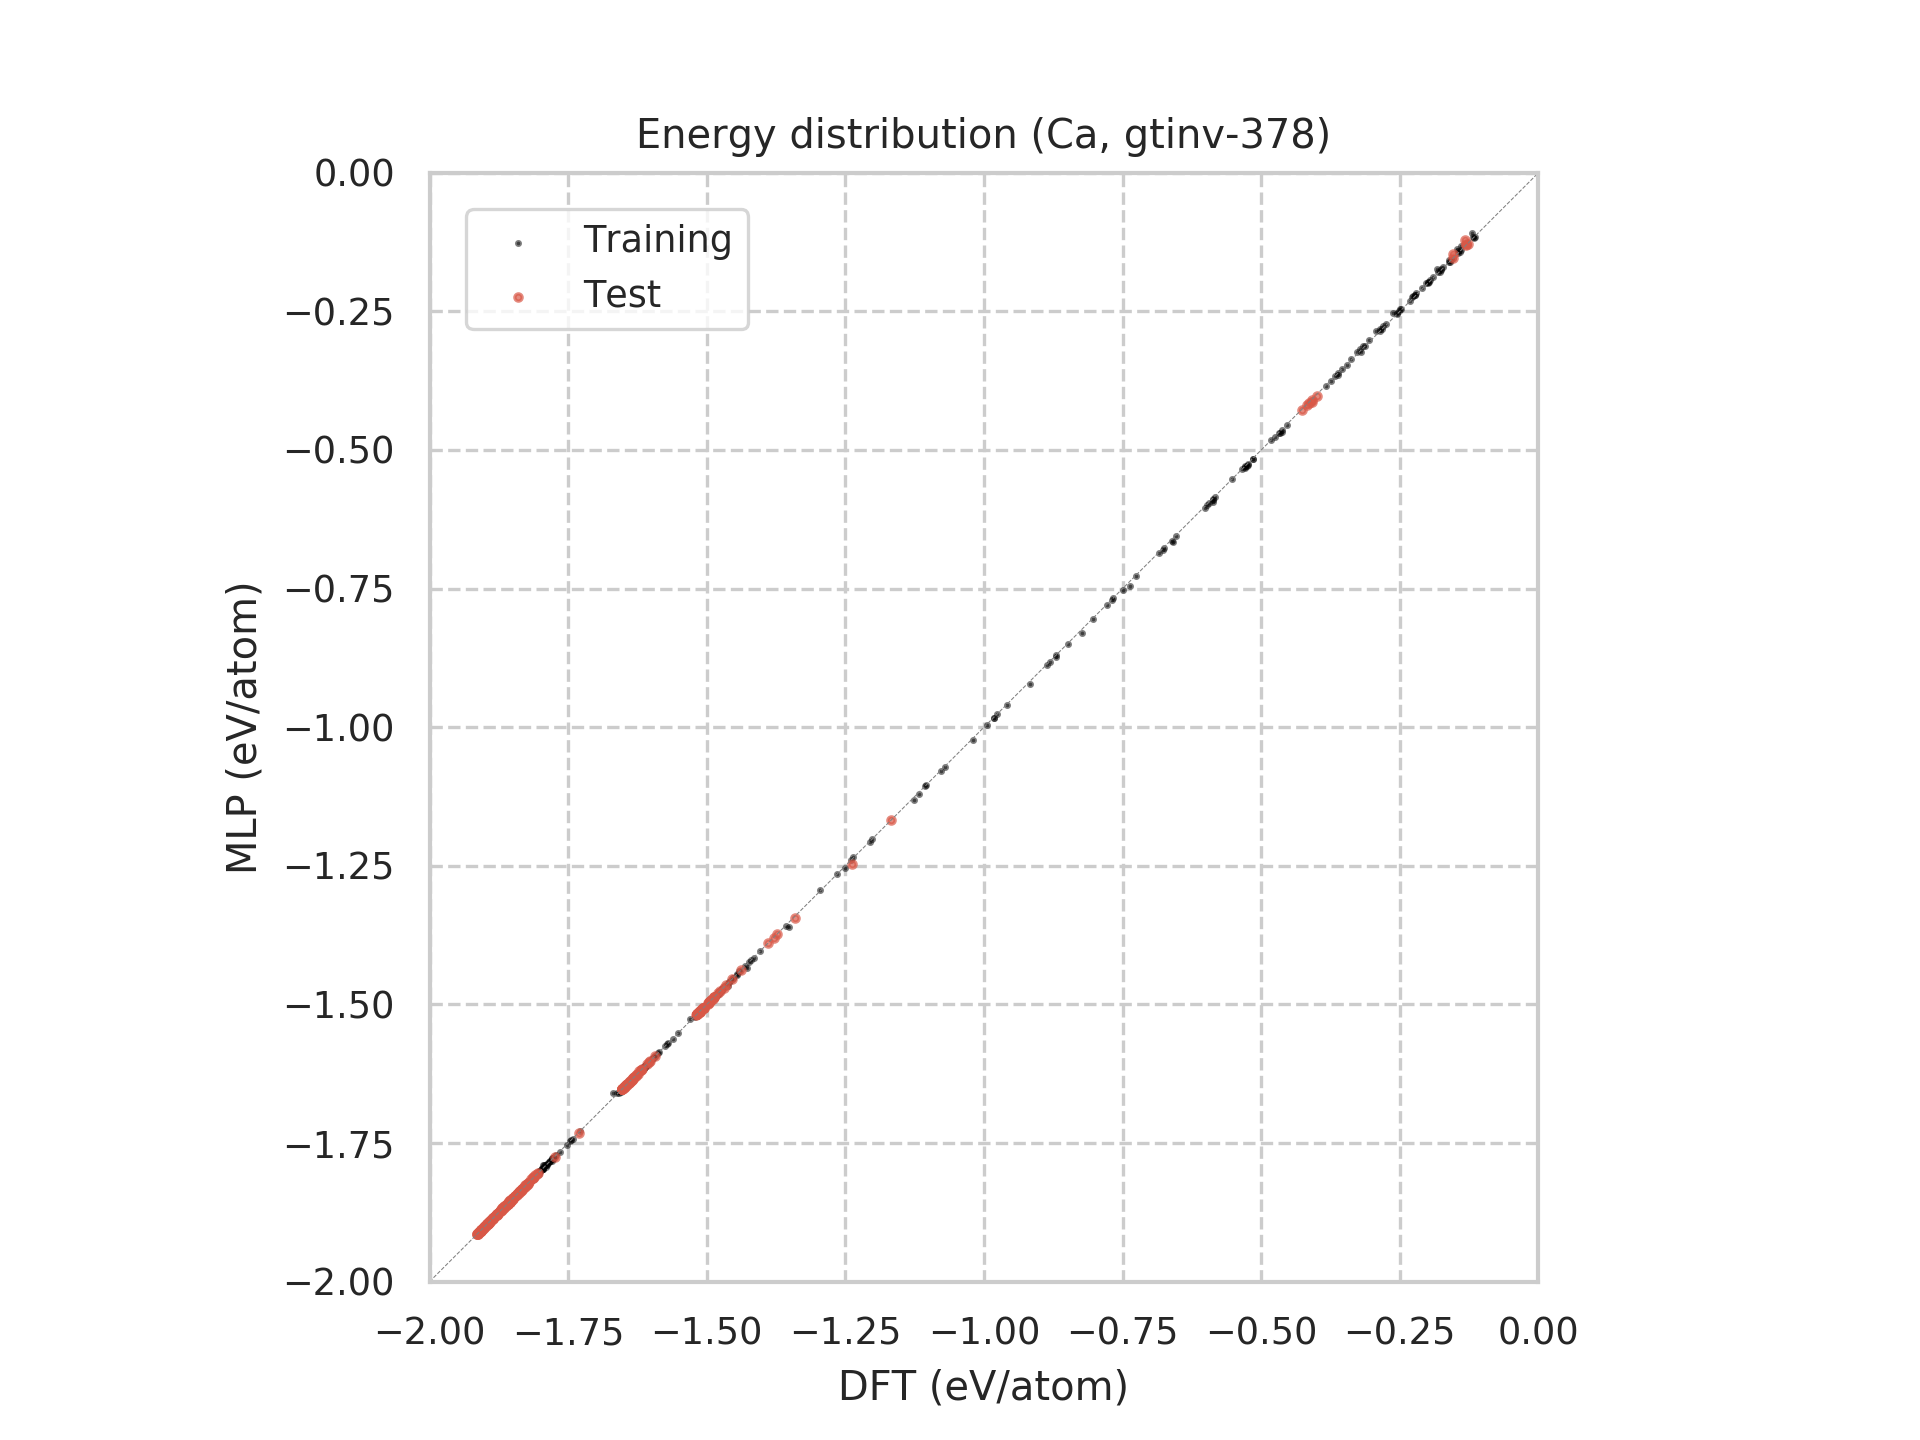 Energy distribution (Ca, gtinv-378)
0.00
−0.25
−0.50
−0.75
−1.00
−1.25
−1.50
−1.75
−2.00
MLP (eV/atom)
Training
Test
−2.00 −1.75 −1.50 −1.25 −1.00 −0.75 −0.50 −0.25 0.00
DFT (eV/atom)